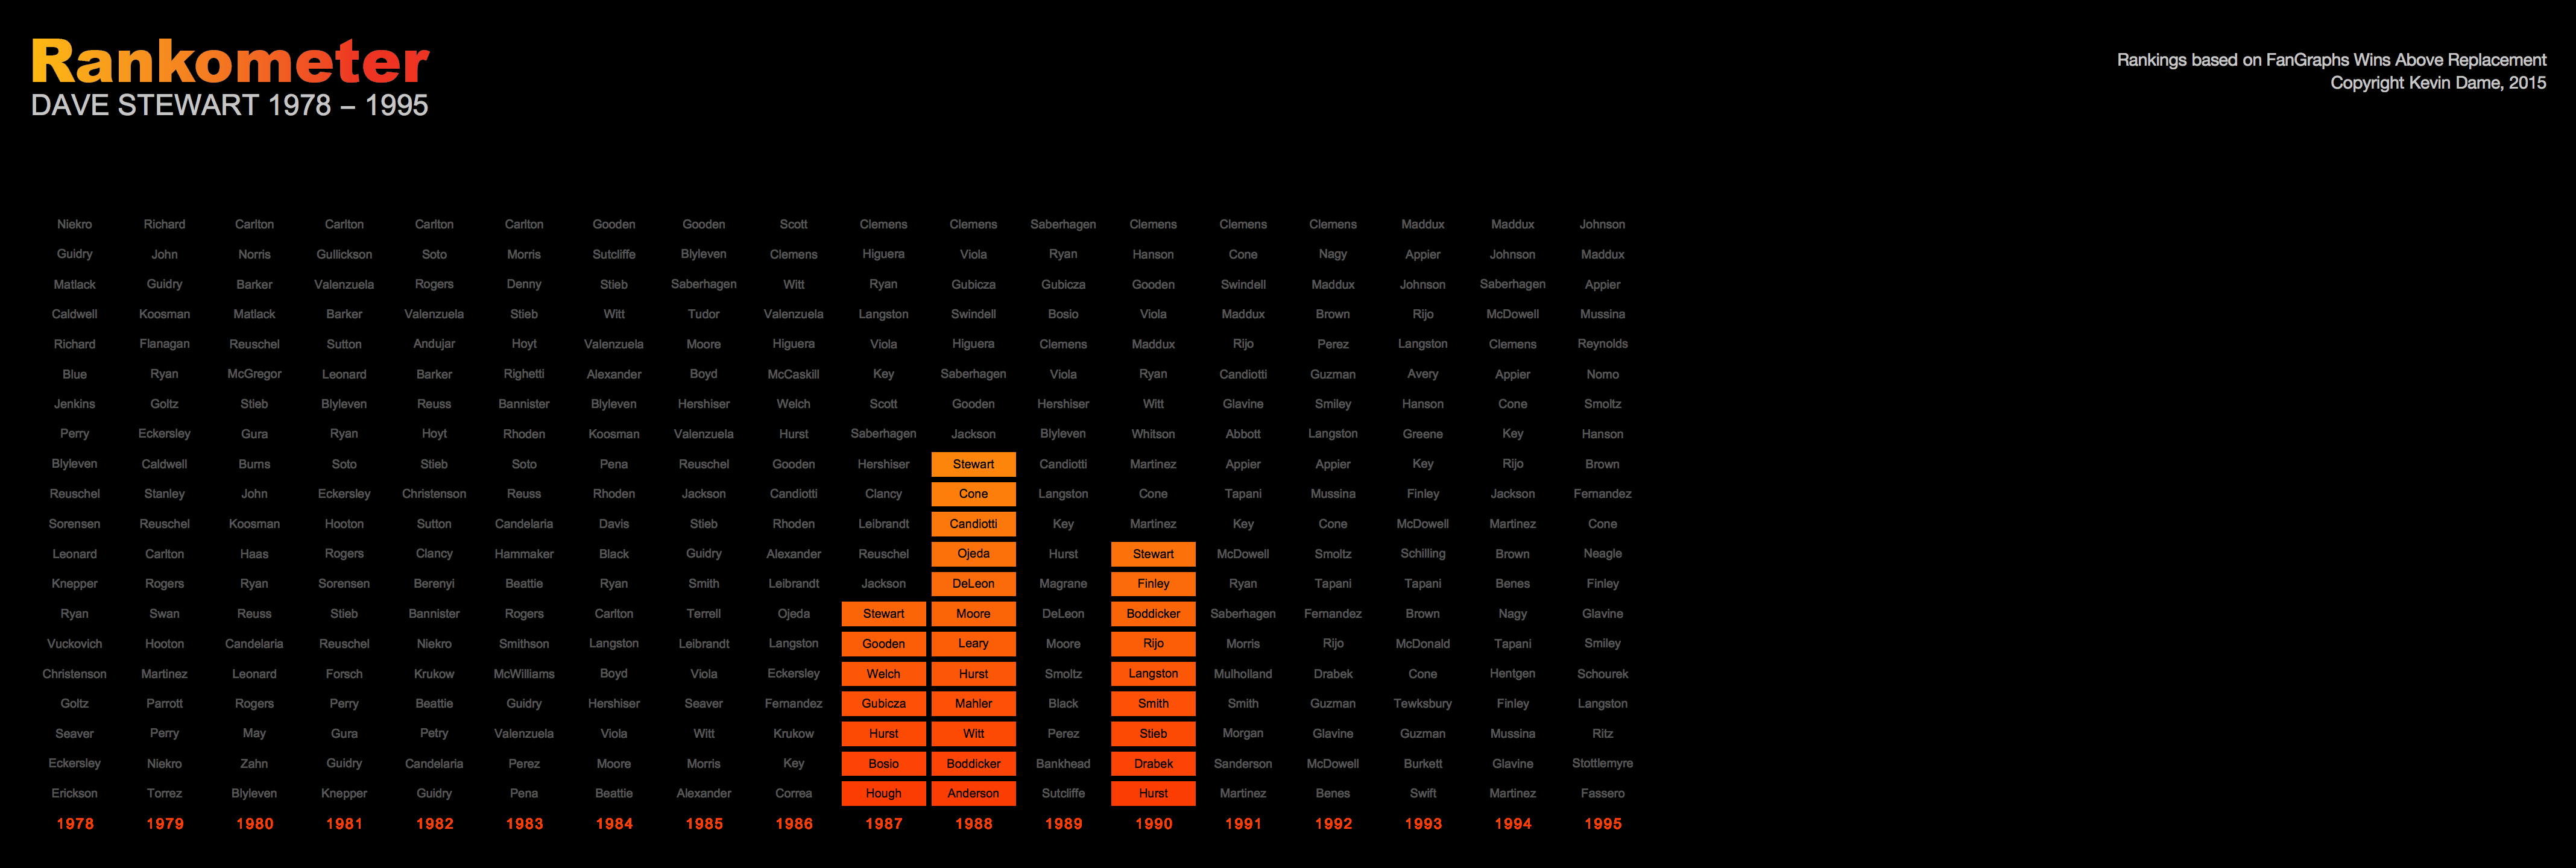 Rankometer
DAVE STEWART 1978 – 1995
Rankings based on FanGraphs Wins Above Replacement
Copyright Kevin Dame, 2015
Niekro Richard Carlton Carlton Carlton Carlton Gooden Gooden Scott Clemens Clemens Saberhagen Clemens Clemens Clemens Maddux Maddux Johnson
Guidry John Norris Gullickson Soto Morris Sutcliffe Blyleven Clemens Higuera Viola Ryan Hanson Cone Nagy Appier Johnson Maddux
Matlack Guidry Barker Valenzuela Rogers Denny Stieb Saberhagen Witt Ryan Gubicza Gubicza Gooden Swindell Maddux Johnson Saberhagen Appier
Caldwell Koosman Matlack Barker Valenzuela Stieb Witt Tudor Valenzuela Langston Swindell Bosio Viola Maddux Brown Rijo McDowell Mussina
Richard Flanagan Reuschel Sutton Andujar Hoyt Valenzuela Moore Higuera Viola Higuera Clemens Maddux Rijo Perez Langston Clemens Reynolds
Blue Ryan McGregor Leonard Barker Righetti Alexander Boyd McCaskill Key Saberhagen Viola Ryan Candiotti Guzman Avery Appier Nomo
Jenkins Goltz Stieb Blyleven Reuss Bannister Blyleven Hershiser Welch Scott Gooden Hershiser Witt Glavine Smiley Hanson Cone Smoltz
Perry Eckersley Gura Ryan Hoyt Rhoden Koosman Valenzuela Hurst Saberhagen Jackson Blyleven Whitson Abbott Langston Greene Key Hanson
Blyleven Caldwell Burns Soto Stieb Soto Pena Reuschel Gooden Hershiser Stewart Candiotti Martinez Appier Appier Key Rijo Brown
Reuschel Stanley John Eckersley Christenson Reuss Rhoden Jackson Candiotti Clancy Cone Langston Cone Tapani Mussina Finley Jackson Fernandez
Sorensen Reuschel Koosman Hooton Sutton Candelaria Davis Stieb Rhoden Leibrandt Candiotti Key Martinez Key Cone McDowell Martinez Cone
Leonard Carlton Haas Rogers Clancy Hammaker Black Guidry Alexander Reuschel Ojeda Hurst Stewart McDowell Smoltz Schilling Brown Neagle
Knepper Rogers Ryan Sorensen Berenyi Beattie Ryan Smith Leibrandt Jackson DeLeon Magrane Finley Ryan Tapani Tapani Benes Finley
Ryan Swan Reuss Stieb Bannister Rogers Carlton Terrell Ojeda Stewart Moore DeLeon Boddicker Saberhagen Fernandez Brown Nagy Glavine
Vuckovich Hooton Candelaria Reuschel Niekro Smithson Langston Leibrandt Langston Gooden Leary Moore Rijo Morris Rijo McDonald Tapani Smiley
Christenson Martinez Leonard Forsch Krukow McWilliams Boyd Viola Eckersley Welch Hurst Smoltz Langston Mulholland Drabek Cone Hentgen Schourek
Goltz Parrott Rogers Perry Beattie Guidry Hershiser Seaver Fernandez Gubicza Mahler Black Smith Smith Guzman Tewksbury Finley Langston
Seaver Perry May Gura Petry Valenzuela Viola Witt Krukow Hurst Witt Perez Stieb Morgan Glavine Guzman Mussina Ritz
Eckersley Niekro Zahn Guidry Candelaria Perez Moore Morris Key Bosio Boddicker Bankhead Drabek Sanderson McDowell Burkett Glavine Stottlemyre
Erickson Torrez Blyleven Knepper Guidry Pena Beattie Alexander Correa Hough Anderson Sutcliffe Hurst Martinez Benes Swift Martinez Fassero
1978 1979 1980 1981 1982 1983 1984 1985 1986 1987 1988 1989 1990 1991 1992 1993 1994 1995